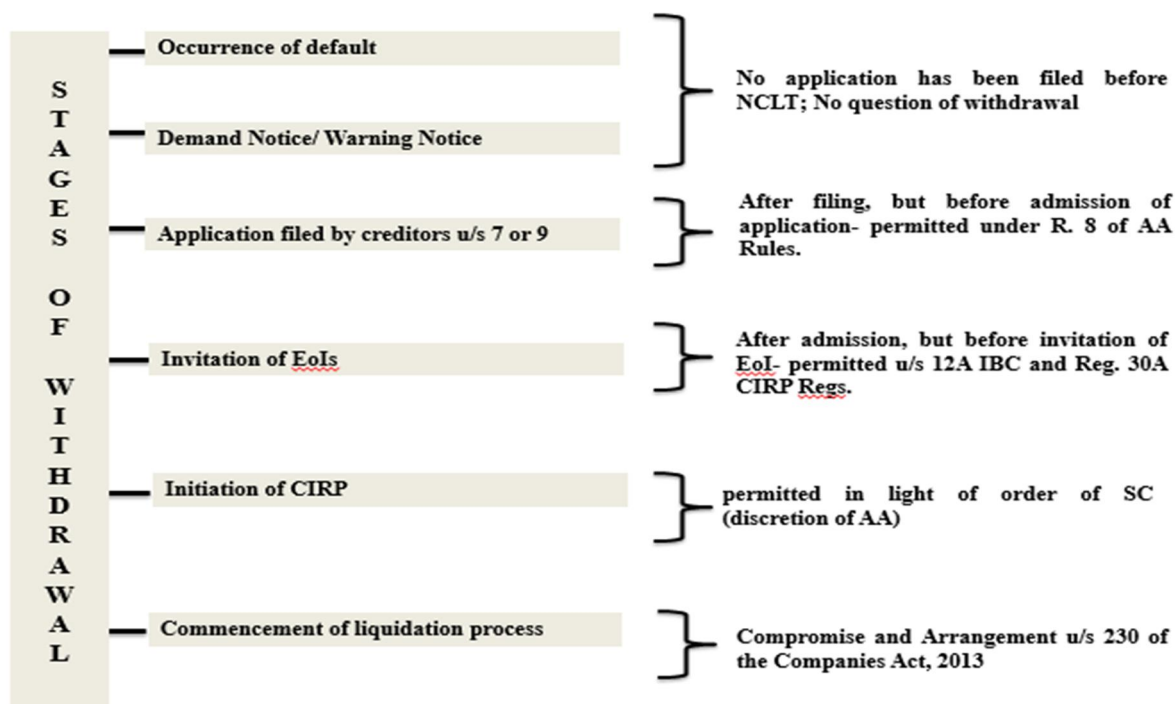 STAGES OF WITHDRAWAL
Occurrence of default
Demand Notice/ Warning Notice
No application has been filed before
NCLT; No question of withdrawal
Application filed by creditors u/s 7 or 9
After filing, but before admission of
application- permitted under R. 8 of AA
Rules.
Invitation of EoIs
After admission, but before invitation of
EoI- permitted u/s 12A IBC and Reg. 30A
CIRP Regs.
Initiation of CIRP
permitted in light of order of SC
(discretion of AA)
Commencement of liquidation process
Compromise and Arrangement u/s 230 of
the Companies Act, 2013